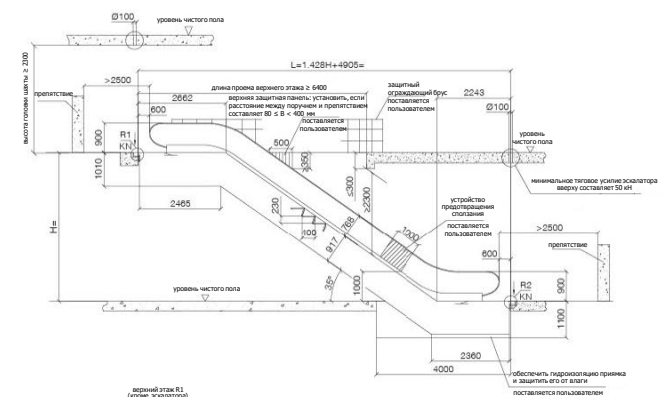 Ø100
уровень чистого пола
L=1.428H+4905=
длина проема верхнего этажа ≥ 6400
высота головки шахты ≥ 2300
препятствие
>2500
2662
600
верхняя защитная панель: установить, если
расстояние между поручнем и препятствием
составляет 80 ≤ B < 400 мм
поставляется
пользователем
защитный
ограждающий брус
поставляется
пользователем
2243
Ø100
уровень
чистого пола
900
R1
KN
1010
500
≥350
≤300
≥2300
минимальное тяговое усилие эскалатора
вверху составляет 50 кН
2465
H=
230
400
768
917
устройство
предотвращения
сползания
поставляется
пользователем
1000
>2500
600
препятствие
35°
уровень чистого пола
1000
900
R2
KN
1100
2360
4000
обеспечить гидроизоляцию приямка
и защитить его от влаги
поставляется пользователем
верхний этаж R1
(кроме эскалатора)